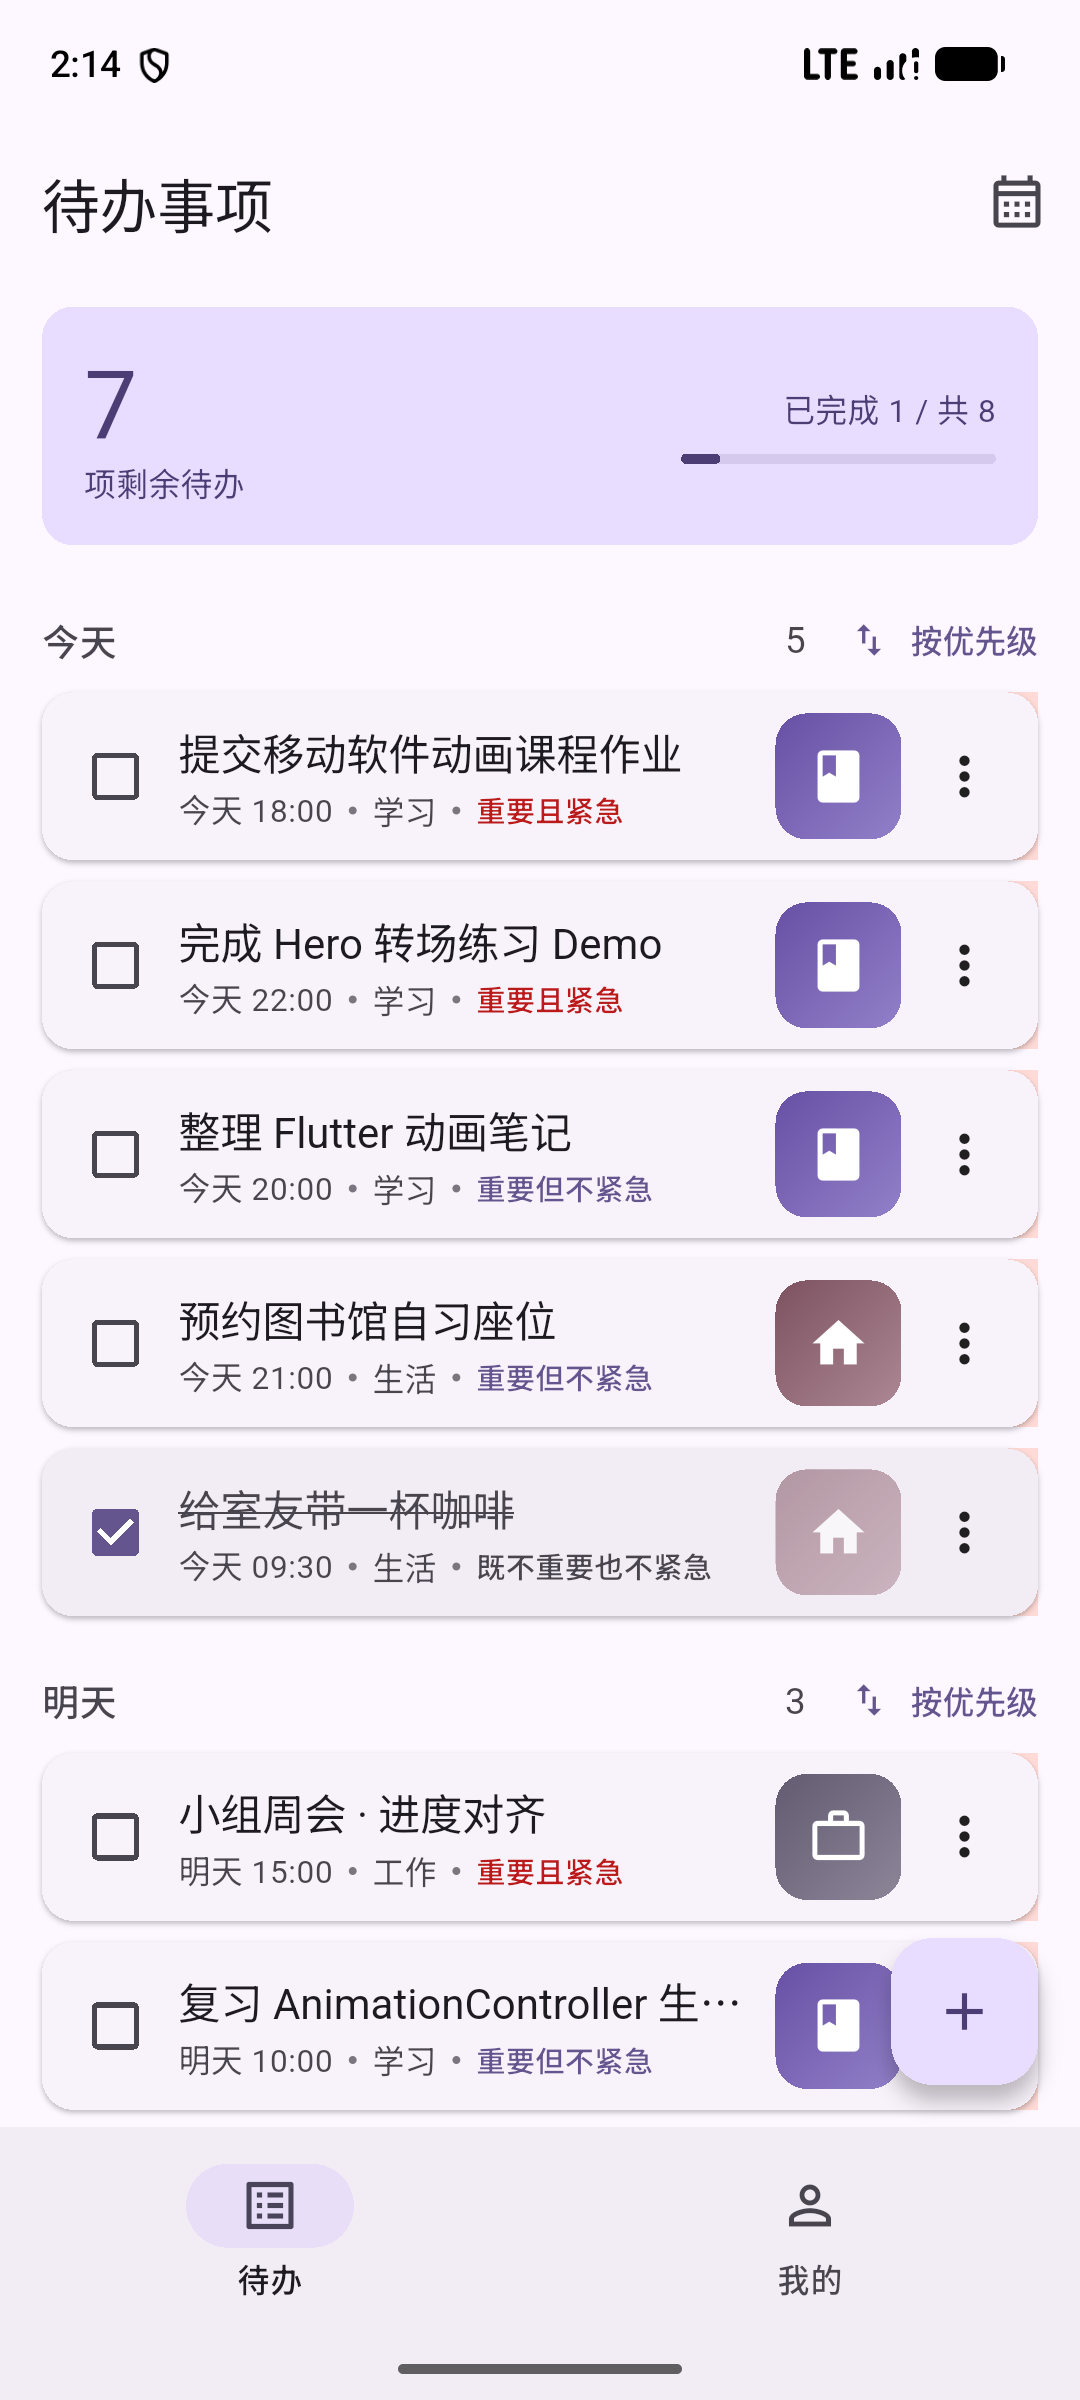 2:14
LTE
待办事项
7
项剩余待办
已完成 1 / 共 8
今天
5
按优先级
提交移动软件动画课程作业
今天 18:00 • 学习 • 重要且紧急
完成 Hero 转场练习 Demo
今天 22:00 • 学习 • 重要且紧急
整理 Flutter 动画笔记
今天 20:00 • 学习 • 重要但不紧急
预约图书馆自习座位
今天 21:00 • 生活 • 重要但不紧急
给室友带一杯咖啡
今天 09:30 • 生活 • 既不重要也不紧急
明天
3
按优先级
小组周会 · 进度对齐
明天 15:00 • 工作 • 重要且紧急
复习 AnimationController 生…
明天 10:00 • 学习 • 重要但不紧急
待办
我的